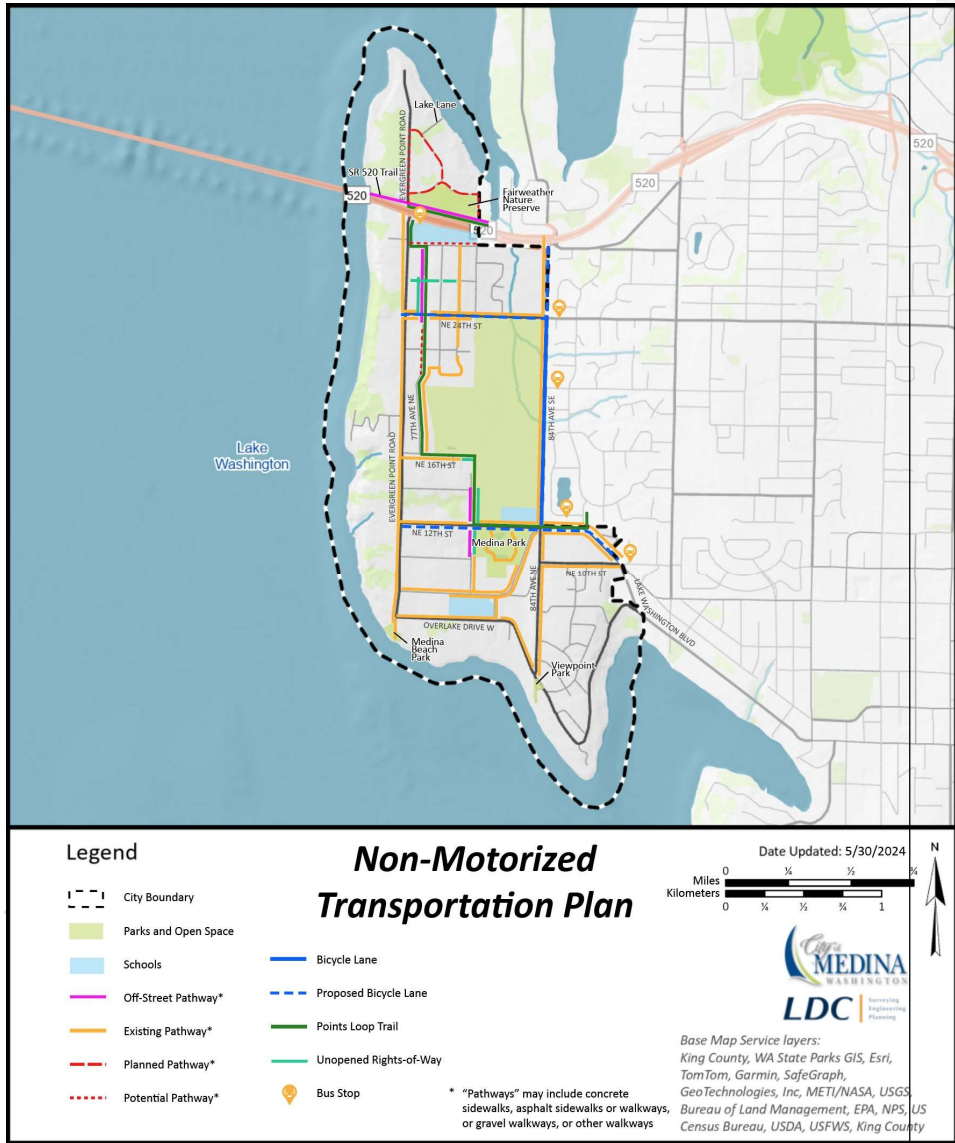 Lake Lane
EVERGREEN POINT ROAD
SR 520 Trail
520
520
520
520
Fairweather
Nature
Preserve
NE 24TH ST
77TH AVE NE
84TH AVE SE
Lake
Washington
EVERGREEN POINT ROAD
NE 16TH ST
NE 12TH ST
Medina Park
84TH AVE NE
NE 10TH ST
LAKE WASHINGTON BLVD
OVERLAKE DRIVE W
Medina
Beach
Park
Viewpoint
Park
Legend
City Boundary
Parks and Open Space
Schools
Off-Street Pathway*
Existing Pathway*
Planned Pathway*
Potential Pathway*
Non-Motorized
Transportation Plan
Bicycle Lane
Proposed Bicycle Lane
Points Loop Trail
Unopened Rights-of-Way
Bus Stop
* "Pathways" may include concrete
sidewalks, asphalt sidewalks or walkways,
or gravel walkways, or other walkways
Date Updated: 5/30/2024
N
0 ¼ ½ ¾
Miles
Kilometers
0 ¼ ½ ¾ 1
City of
MEDINA
WASHINGTON
LDC
Surveying
Engineering
Planning
Base Map Service layers:
King County, WA State Parks GIS, Esri,
TomTom, Garmin, SafeGraph,
GeoTechnologies, Inc, METI/NASA, USGS,
Bureau of Land Management, EPA, NPS, US
Census Bureau, USDA, USFWS, King County